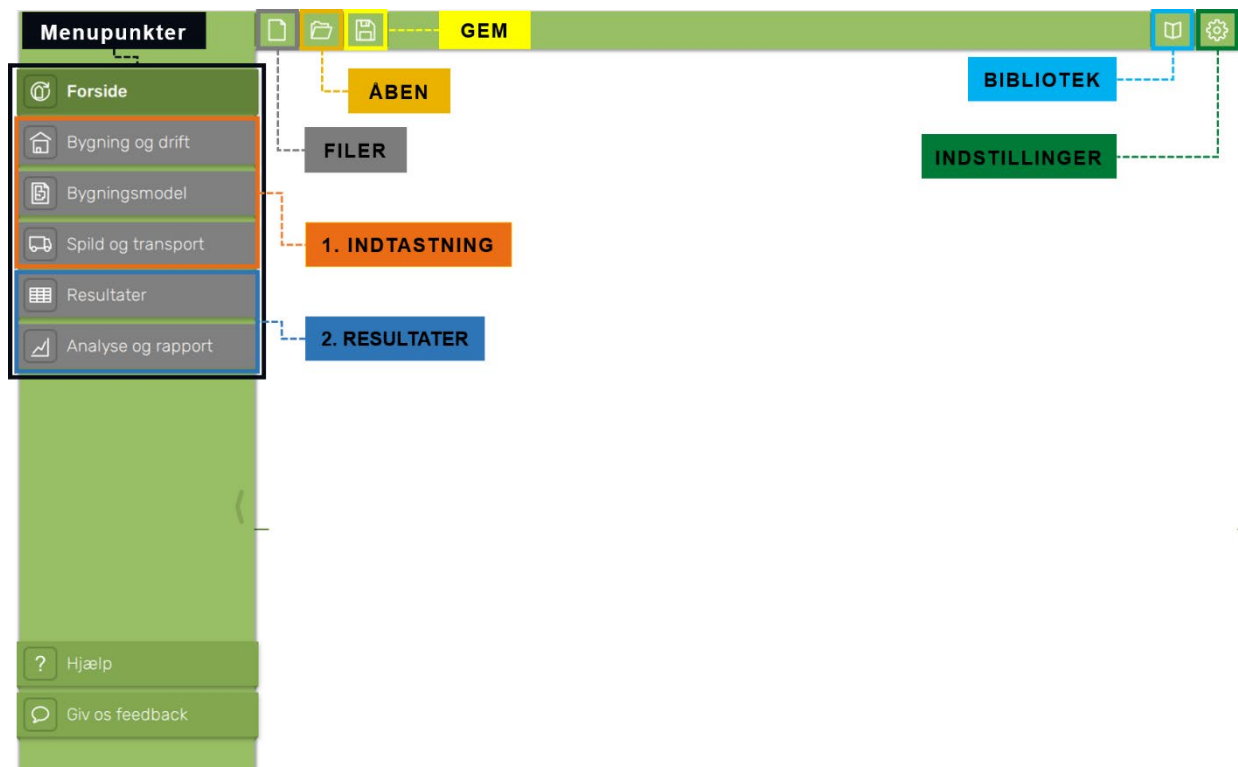 Menupunkter
GEM
Forside
ÅBEN
BIBLIOTEK
Bygning og drift
FILER
INDSTILLINGER
Bygningsmodel
Spild og transport
1. INDTASTNING
Resultater
Analyse og rapport
2. RESULTATER
?
Hjælp
Giv os feedback